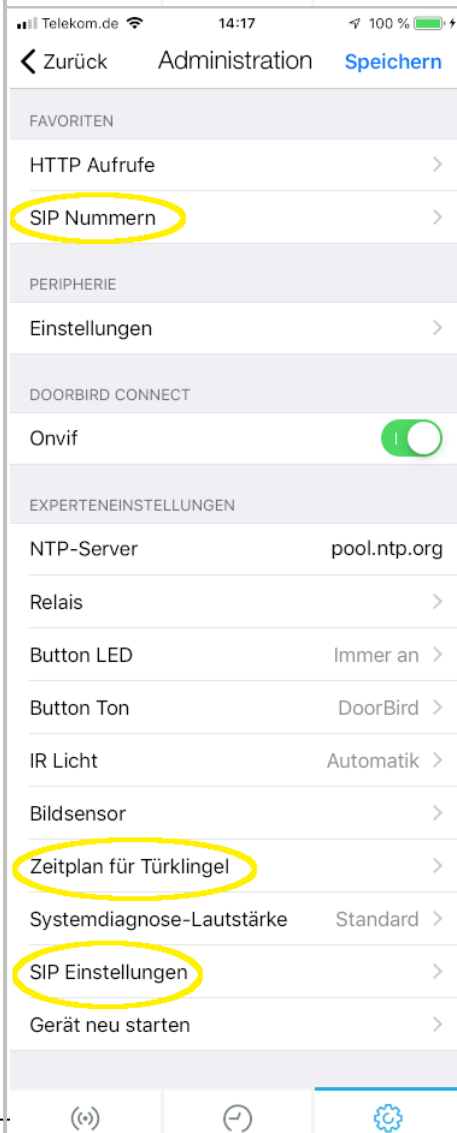 Telekom.de 14:17 100 %
Zurück Administration Speichern
FAVORITEN
HTTP Aufrufe
SIP Nummern
PERIPHERIE
Einstellungen
DOORBIRD CONNECT
Onvif
EXPERTENEINSTELLUNGEN
NTP-Server pool.ntp.org
Relais
Button LED Immer an
Button Ton DoorBird
IR Licht Automatik
Bildsensor
Zeitplan für Türklingel
Systemdiagnose-Lautstärke Standard
SIP Einstellungen
Gerät neu starten